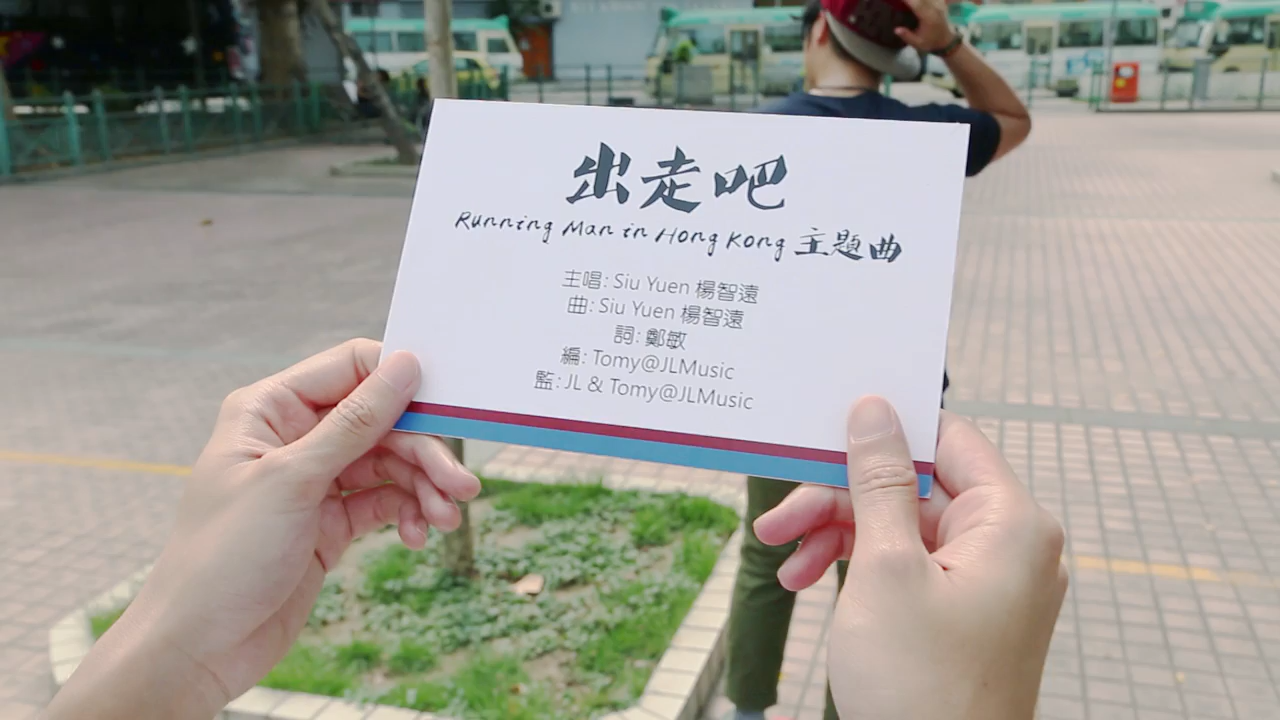 出走吧
Running Man in Hong Kong 主題曲
主唱: Siu Yuen 楊智遠
曲: Siu Yuen 楊智遠
詞: 鄭敏
編: Tomy@JLMusic
監: JL & Tomy@JLMusic